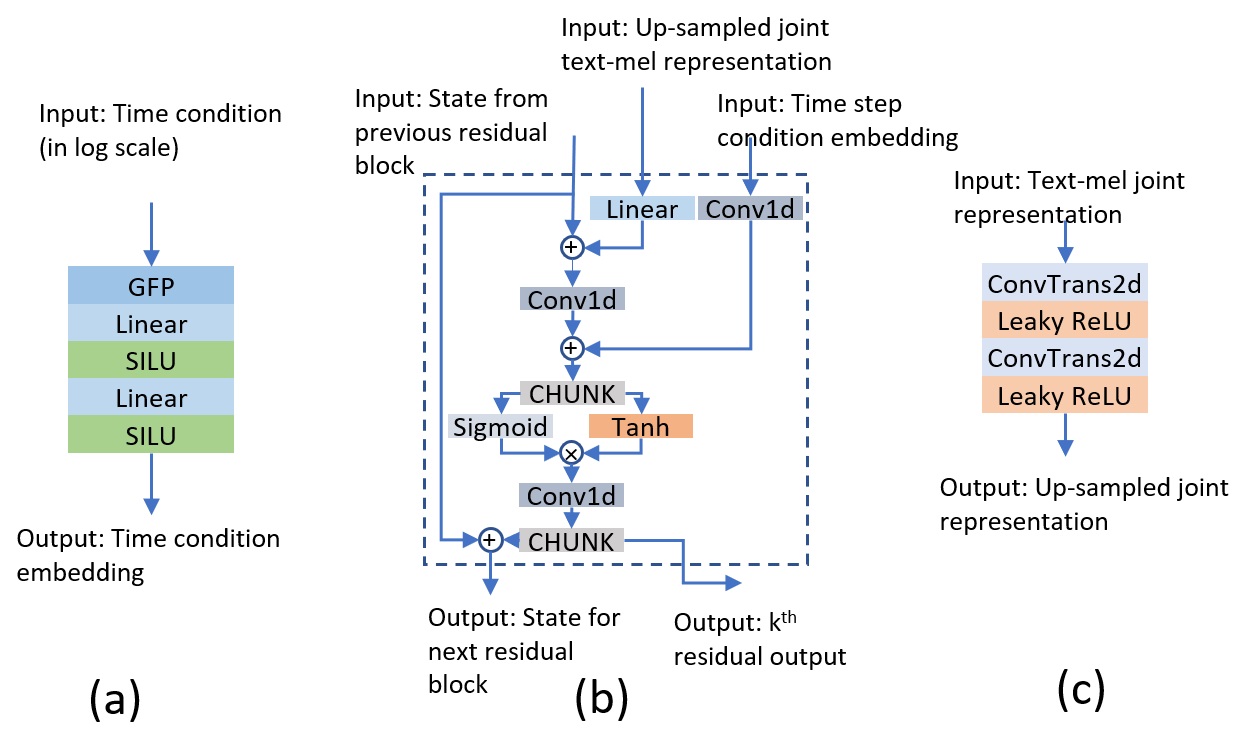 Input: Time condition
(in log scale)
GFP
Linear
SILU
Linear
SILU
Output: Time condition
embedding
(a)
Input: Up-sampled joint
text-mel representation
Input: State from
previous residual
block
Input: Time step
condition embedding
Linear
Conv1d
+
Conv1d
+
CHUNK
Sigmoid
Tanh
×
Conv1d
+
CHUNK
Output: State for
next residual
block
Output: kth
residual output
(b)
Input: Text-mel joint
representation
ConvTrans2d
Leaky ReLU
ConvTrans2d
Leaky ReLU
Output: Up-sampled joint
representation
(c)